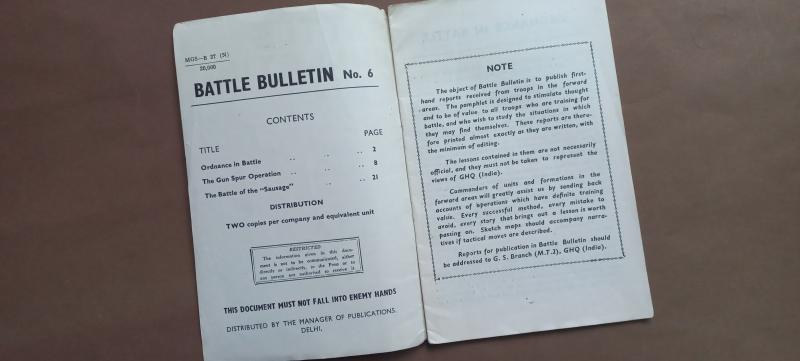 MGS—B 27 (N)
20,000
BATTLE BULLETIN No. 6
CONTENTS
TITLE PAGE
Ordnance in Battle .. .. .. 2
The Gun Spur Operation .. .. .. 8
The Battle of the "Sausage" .. .. 21
DISTRIBUTION
TWO copies per company and equivalent unit
RESTRICTED
The information given in this docu-
ment is not to be communicated, either
directly or indirectly, to the Press or to
any person not authorised to receive it
THIS DOCUMENT MUST NOT FALL INTO ENEMY HANDS
DISTRIBUTED BY THE MANAGER OF PUBLICATIONS,
DELHI.
NOTE
The object of Battle Bulletin is to publish first-
hand reports received from troops in the forward
areas. The pamphlet is designed to stimulate thought
and to be of value to all troops who are training for
battle, and who wish to study the situations in which
they may find themselves. These reports are there-
fore printed almost exactly as they are written, with
the minimum of editing.
The lessons contained in them are not necessarily
official, and they must not be taken to represent the
views of GHQ (India).
Commanders of units and formations in the
forward areas will greatly assist us by sending back
accounts of operations which have definite training
value. Every successful method, every mistake to
avoid, every story that brings out a lesson is worth
passing on. Sketch maps should accompany narra-
tives if tactical moves are described.
Reports for publication in Battle Bulletin should
be addressed to G. S. Branch (M.T.2), GHQ (India).